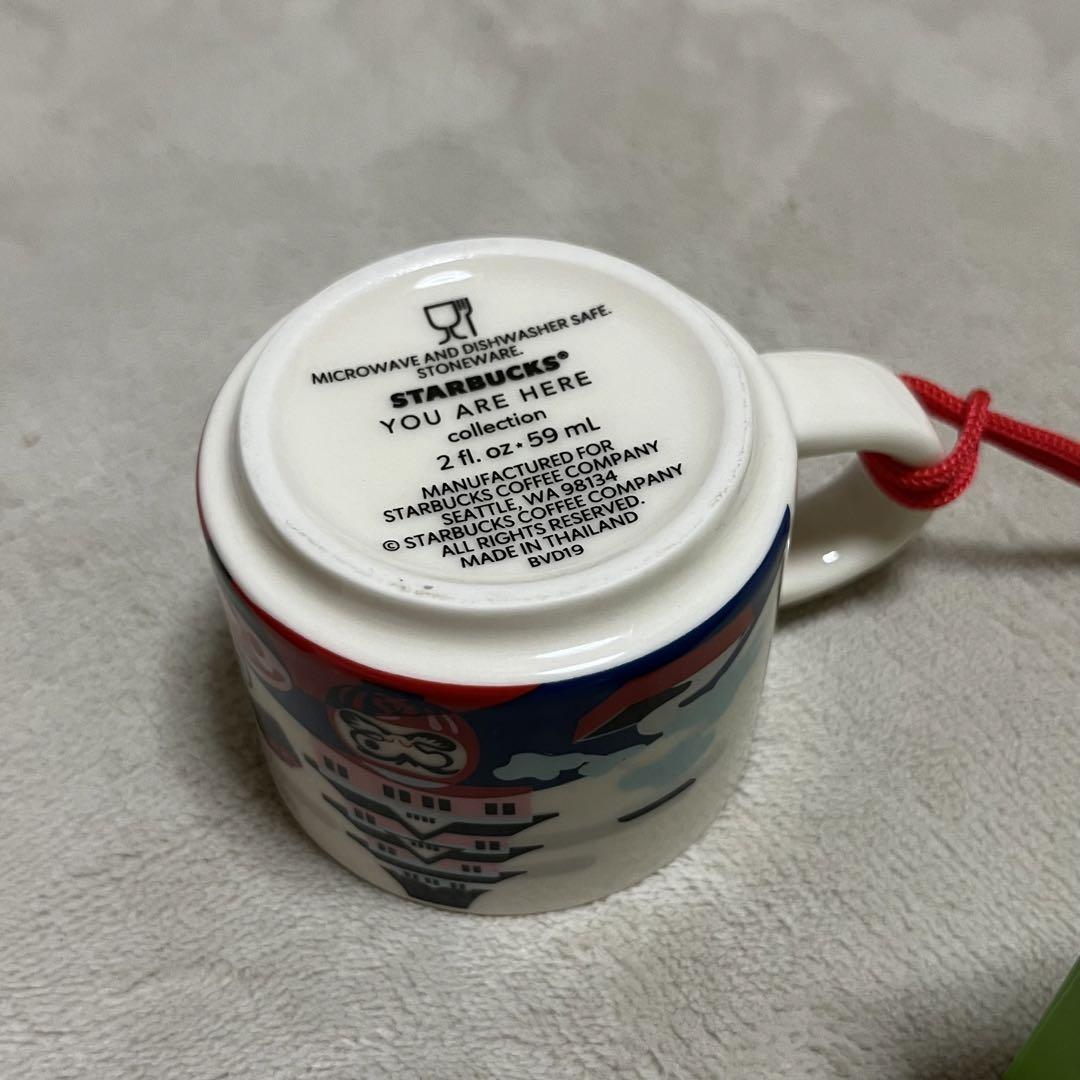 MICROWAVE AND DISHWASHER SAFE.
STONEWARE.
STARBUCKS®
YOU ARE HERE
collection
2 fl. oz • 59 mL
MANUFACTURED FOR
STARBUCKS COFFEE COMPANY
SEATTLE, WA 98134
© STARBUCKS COFFEE COMPANY
ALL RIGHTS RESERVED.
MADE IN THAILAND
BVD19